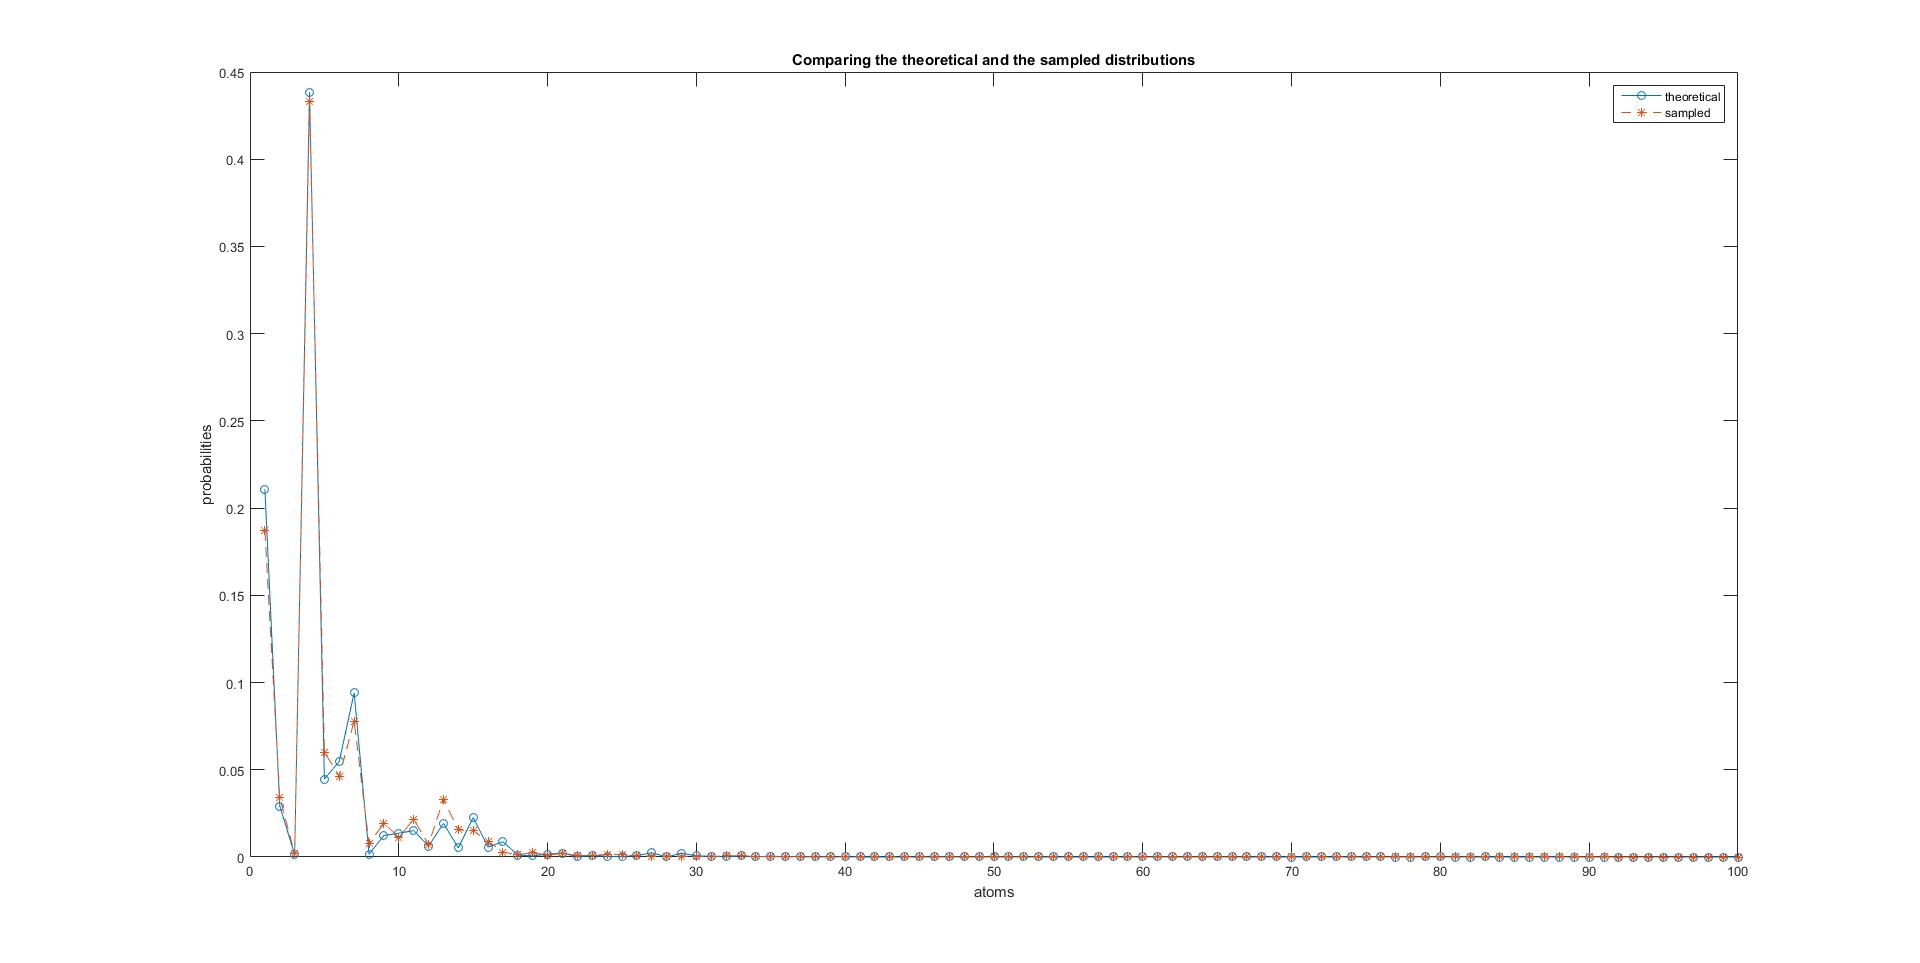 Comparing the theoretical and the sampled distributions
theoretical
sampled
0.45
0.4
0.35
0.3
0.25
0.2
0.15
0.1
0.05
0
probabilities
0 10 20 30 40 50 60 70 80 90 100
atoms